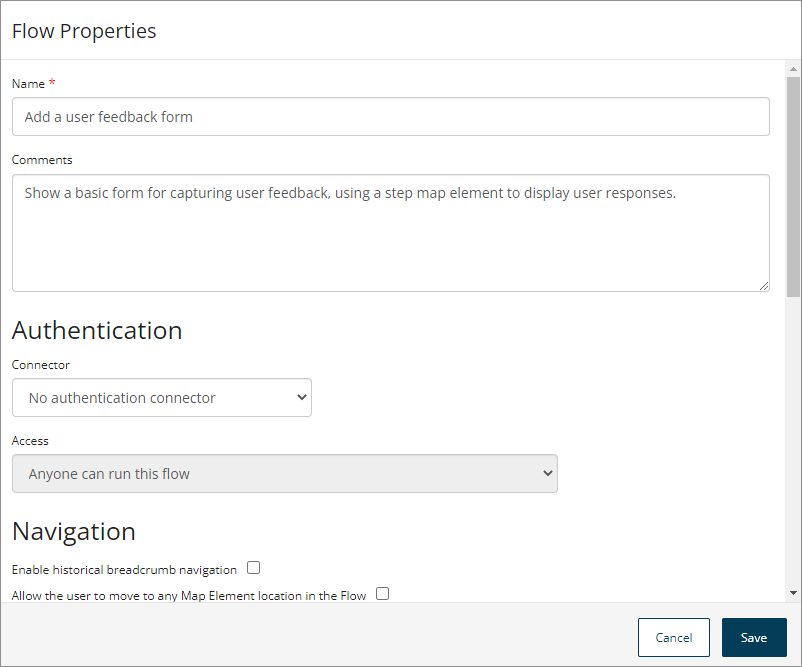 Flow Properties
Name *
Add a user feedback form
Comments
Show a basic form for capturing user feedback, using a step map element to display user responses.
Authentication
Connector
No authentication connector
Access
Anyone can run this flow
Navigation
Enable historical breadcrumb navigation
Allow the user to move to any Map Element location in the Flow
Cancel
Save